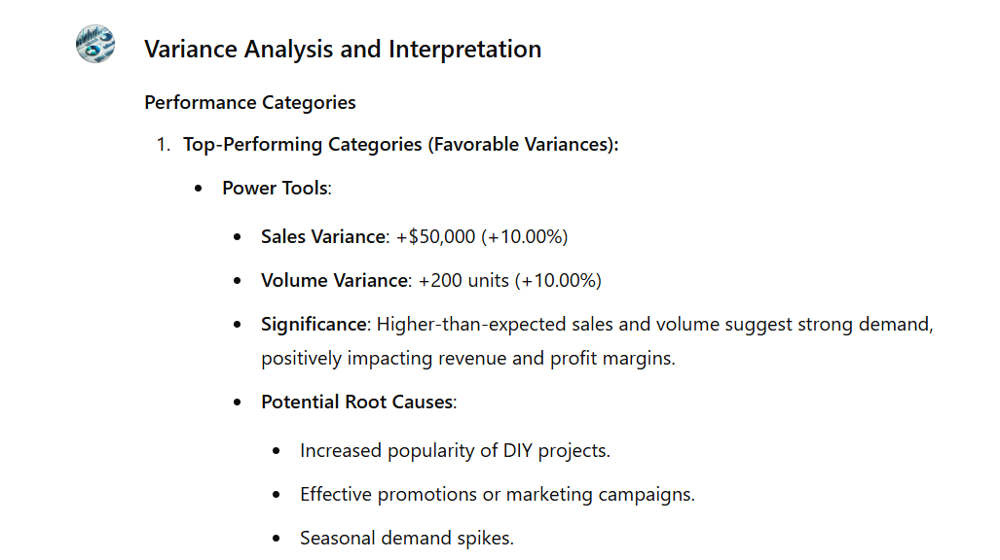 Variance Analysis and Interpretation
Performance Categories
1. Top-Performing Categories (Favorable Variances):
• Power Tools:
• Sales Variance: +$50,000 (+10.00%)
• Volume Variance: +200 units (+10.00%)
• Significance: Higher-than-expected sales and volume suggest strong demand,
positively impacting revenue and profit margins.
• Potential Root Causes:
• Increased popularity of DIY projects.
• Effective promotions or marketing campaigns.
• Seasonal demand spikes.